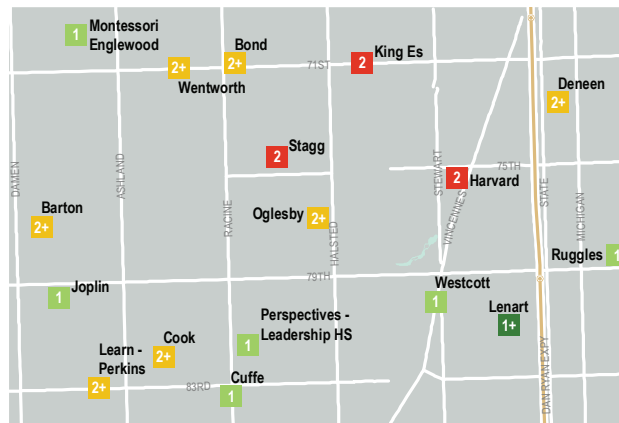 Montessori
Englewood
1
Bond
2+
2+
Wentworth
71ST
King Es
2
Deneen
2+
Stagg
2
75TH
2
Harvard
DAMEN
ASHLAND
RACINE
HALSTED
STEWART
VINCENNES
STATE
MICHIGAN
Barton
2+
Oglesby
2+
Ruggles
1
79TH
Joplin
1
Westcott
1
Lenart
1+
Perspectives -
Leadership HS
1
Cook
2+
Learn -
Perkins
2+
83RD
Cuffe
1
DAN RYAN EXPY